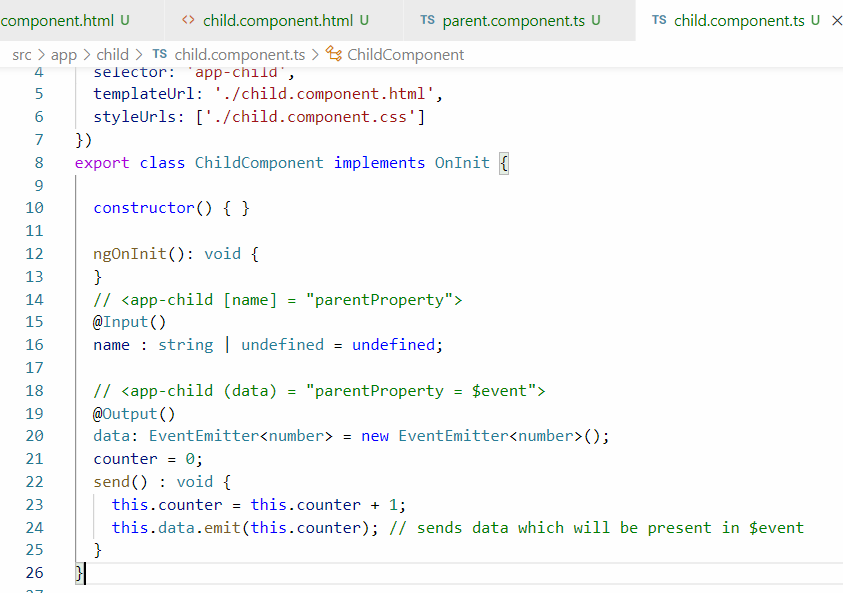 component.html U <> child.component.html U TS parent.component.ts U TS child.component.ts U ×
src > app > child > TS child.component.ts > ChildComponent
4 selector: 'app-child',
5 templateUrl: './child.component.html',
6 styleUrls: ['./child.component.css']
7 })
8 export class ChildComponent implements OnInit {
9
10 constructor() { }
11
12 ngOnInit(): void {
13 }
14 // <app-child [name] = "parentProperty">
15 @Input()
16 name : string | undefined = undefined;
17
18 // <app-child (data) = "parentProperty = $event">
19 @Output()
20 data: EventEmitter<number> = new EventEmitter<number>();
21 counter = 0;
22 send() : void {
23 this.counter = this.counter + 1;
24 this.data.emit(this.counter); // sends data which will be present in $event
25 }
26 }
27